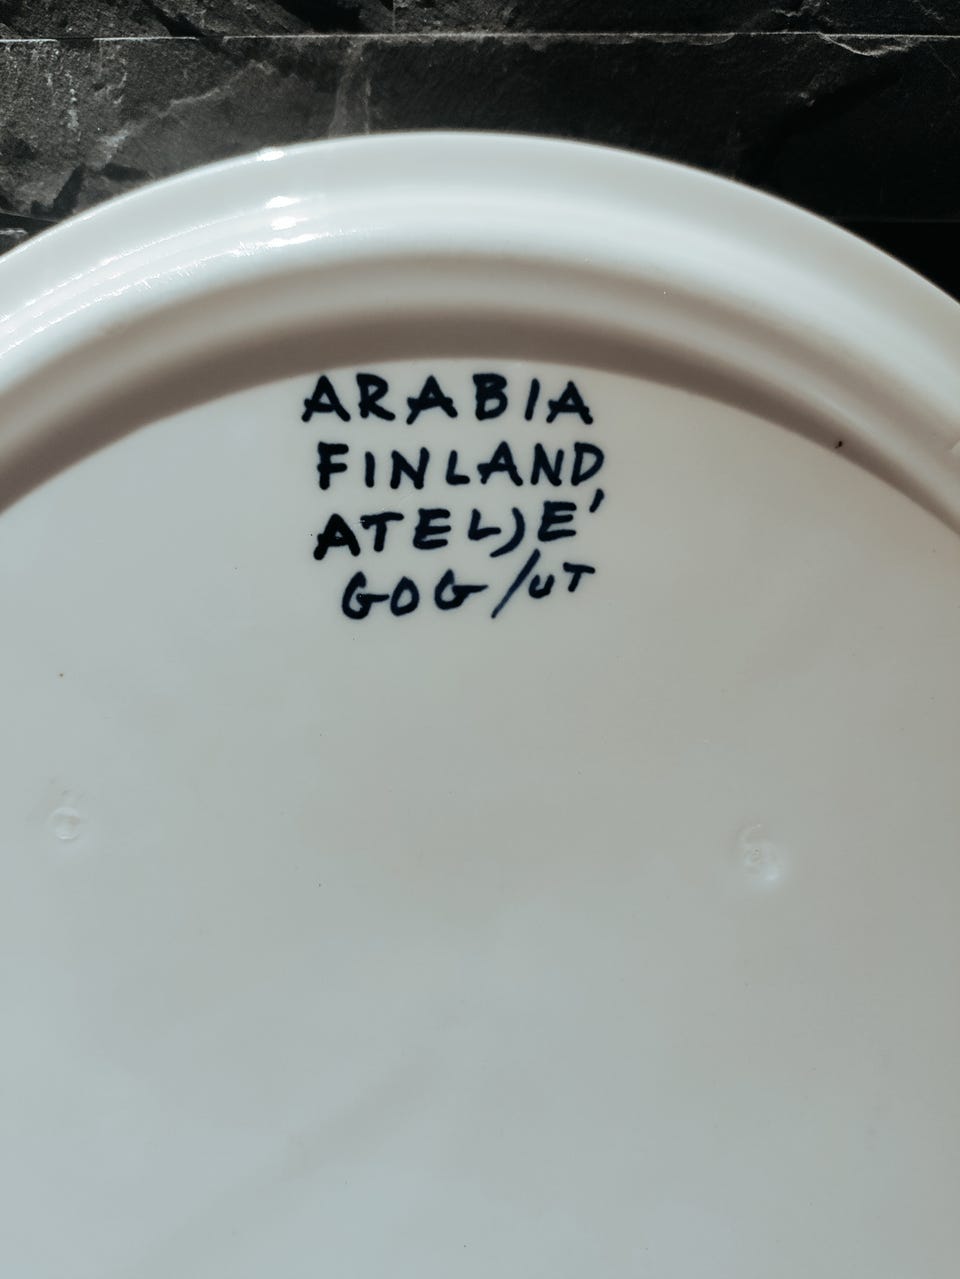 ARABIA
FINLAND
ATELJE'
GOG/UT